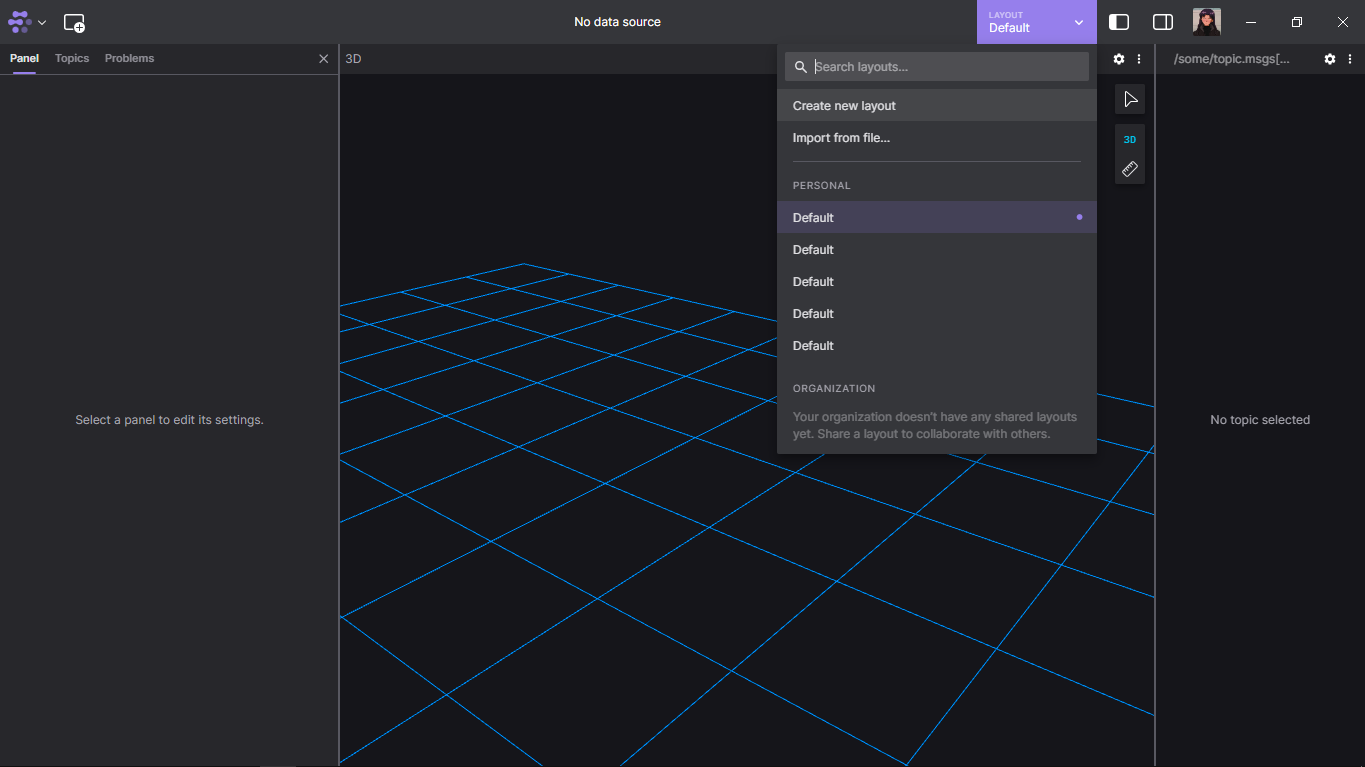 No data source
LAYOUT
Default
Panel
Topics
Problems
3D
/some/topic.msgs[...
Search layouts...
Create new layout
Import from file...
3D
PERSONAL
Default
Default
Default
Default
Default
ORGANIZATION
Your organization doesn't have any shared layouts
yet. Share a layout to collaborate with others.
Select a panel to edit its settings.
No topic selected